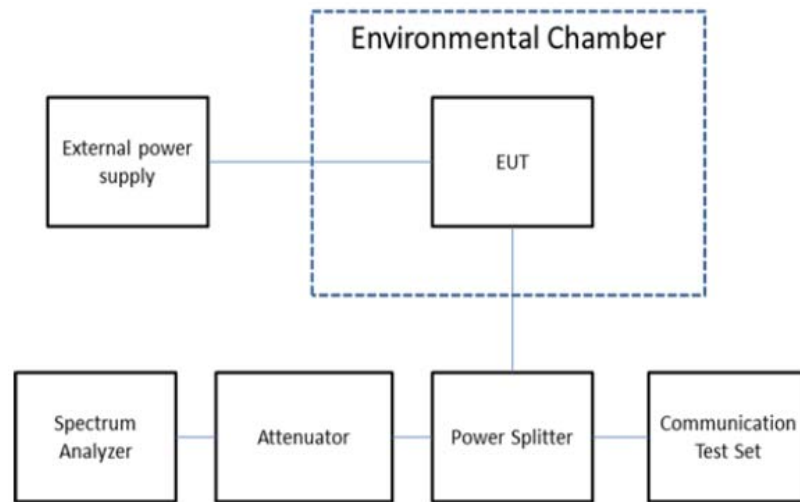 Environmental Chamber
External power
supply
EUT
Spectrum
Analyzer
Attenuator
Power Splitter
Communication
Test Set